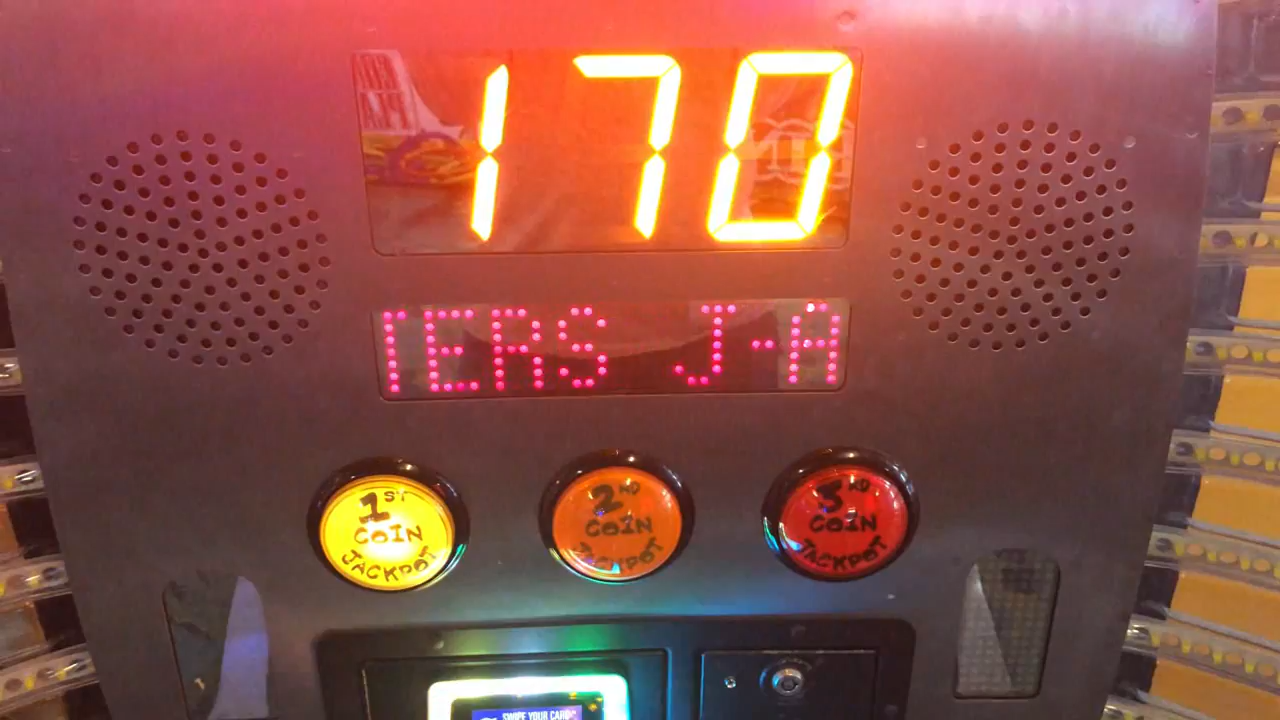 170
TERS J-A
1ST
COIN
JACKPOT
2ND
COIN
JACKPOT
3RD
COIN
JACKPOT
SWIPE YOUR CARD